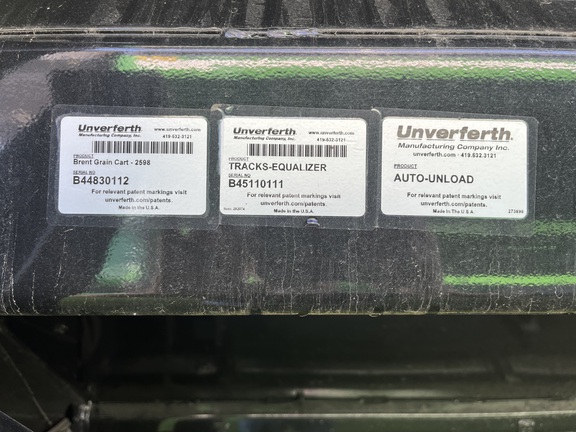 Unverferth
www.unverferth.com
Manufacturing Company, Inc.
419-532-3121
PRODUCT
Brent Grain Cart - 2598
SERIAL NO
B44830112
For relevant patent markings visit
unverferth.com/patents.
Made in the U.S.A.
Unverferth
www.unverferth.com
Manufacturing Company, Inc.
419-532-3121
PRODUCT
TRACKS-EQUALIZER
SERIAL NO
B45110111
For relevant patent markings visit
unverferth.com/patents.
Made in the U.S.A.
Unverferth.
Manufacturing Company Inc.
unverferth.com - 419.532.3121
PRODUCT
AUTO-UNLOAD
For relevant patent markings visit
unverferth.com/patents.
Made in The U.S.A.